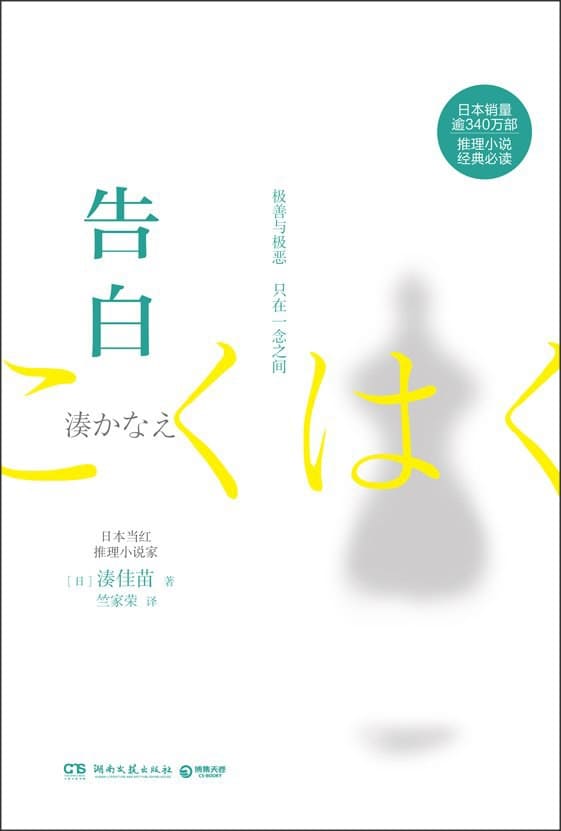 日本销量
逾340万部
推理小说
经典必读
告白
极善与极恶 只在一念之间
こくはく
湊かなえ
日本当红
推理小说家
［日］湊佳苗 著
竺家荣 译
湖南文艺出版社
博集天卷
CS-BOOKY